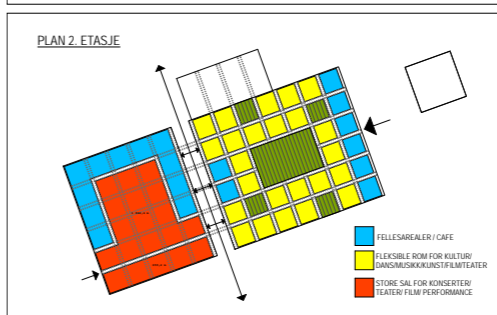 PLAN 2. ETASJE
FELLESAREALER / CAFE
FLEKSIBLE ROM FOR KULTUR/
DANS/MUSIKK/KUNST/FILM/TEATER
STORE SAL FOR KONSERTER/
TEATER/ FILM/ PERFORMANCE